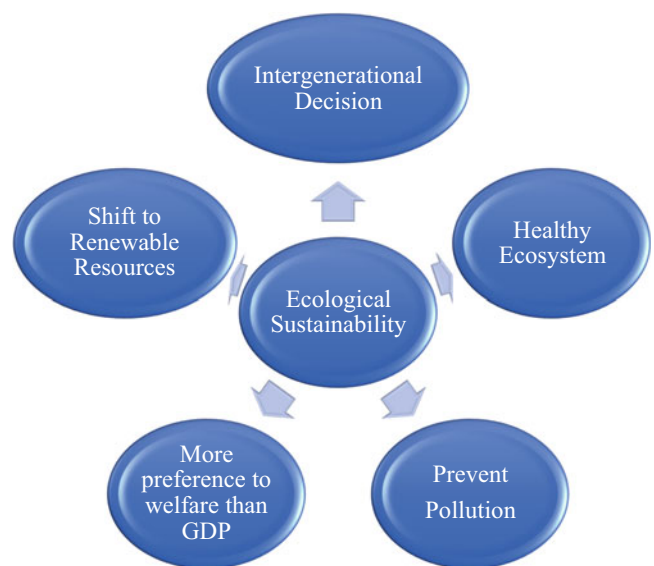 Intergenerational
Decision
Shift to
Renewable
Resources
Healthy
Ecosystem
Ecological
Sustainability
More
preference to
welfare than
GDP
Prevent
Pollution